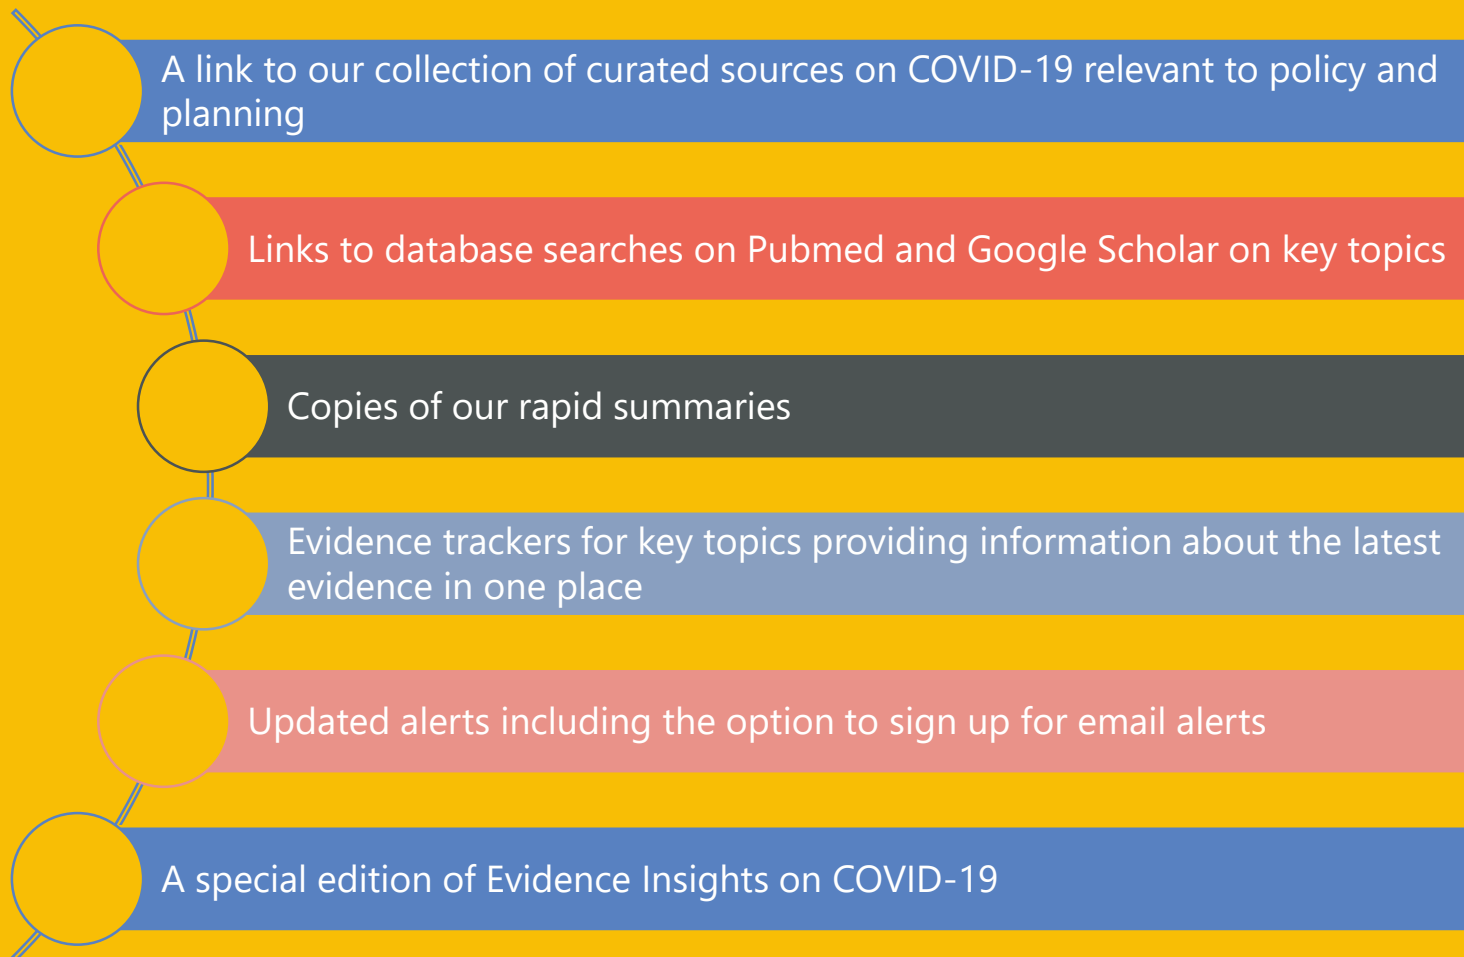 A link to our collection of curated sources on COVID-19 relevant to policy and
planning
Links to database searches on Pubmed and Google Scholar on key topics
Copies of our rapid summaries
Evidence trackers for key topics providing information about the latest
evidence in one place
Updated alerts including the option to sign up for email alerts
A special edition of Evidence Insights on COVID-19